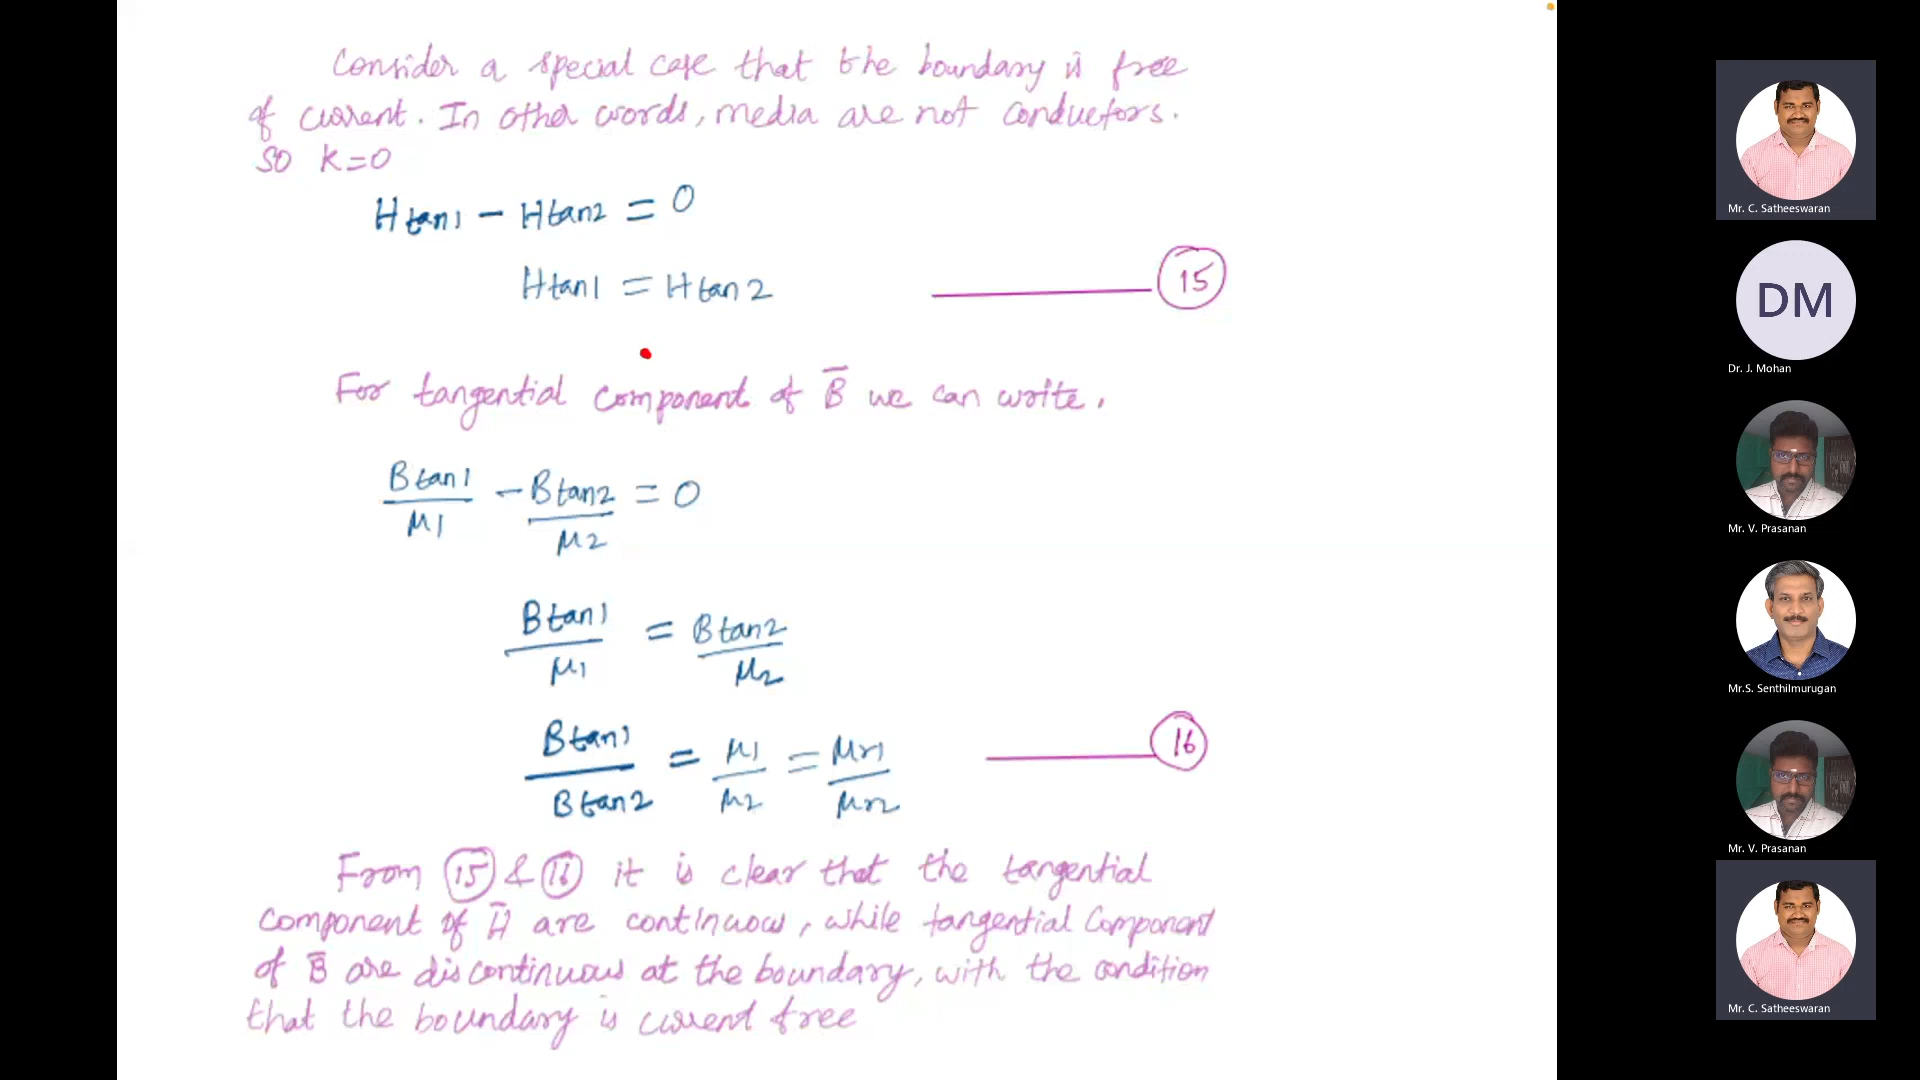 Consider a special case that the boundary is free
of current. In other words, media are not conductors.
So K=0
Htan1 - Htan2 = 0
Htan1 = Htan2 15
For tangential component of B̅ we can write,
Btan1/μ1 - Btan2/μ2 = 0
Btan1/μ1 = Btan2/μ2
Btan1/Btan2 = μ1/μ2 = μr1/μr2 16
From 15 & 16 it is clear that the tangential
component of H̅ are continuous, while tangential component
of B̅ are discontinuous at the boundary, with the condition
that the boundary is current free
Mr. C. Satheeswaran
DM
Dr. J. Mohan
Mr. V. Prasanan
Mr.S. Senthilmurugan
Mr. V. Prasanan
Mr. C. Satheeswaran